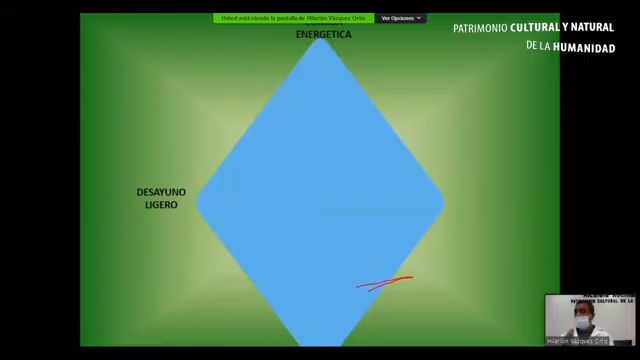 Usted está viendo la pantalla de Hilarión Vázquez Ortiz
Ver Opciones
PATRIMONIO CULTURAL Y NATURAL
DE LA HUMANIDAD
ENERGETICA
DESAYUNO
LIGERO
Hilarión Vázquez Ortiz